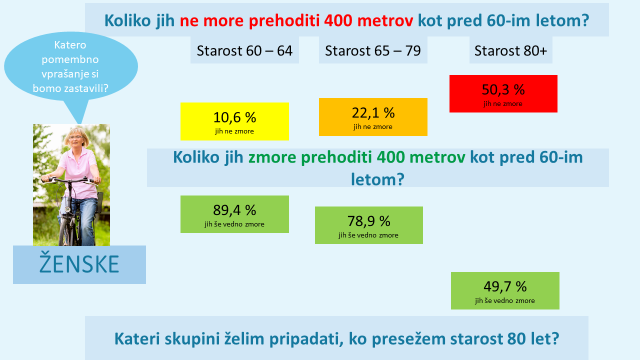 Koliko jih ne more prehoditi 400 metrov kot pred 60-im letom?
Katero
pomembno
vprašanje si
bomo zastavili?
Starost 60 – 64
Starost 65 – 79
Starost 80+
10,6 %
jih ne zmore
22,1 %
jih ne zmore
50,3 %
jih ne zmore
Koliko jih zmore prehoditi 400 metrov kot pred 60-im
letom?
89,4 %
jih še vedno zmore
78,9 %
jih še vedno zmore
49,7 %
jih še vedno zmore
ŽENSKE
Kateri skupini želim pripadati, ko presežem starost 80 let?